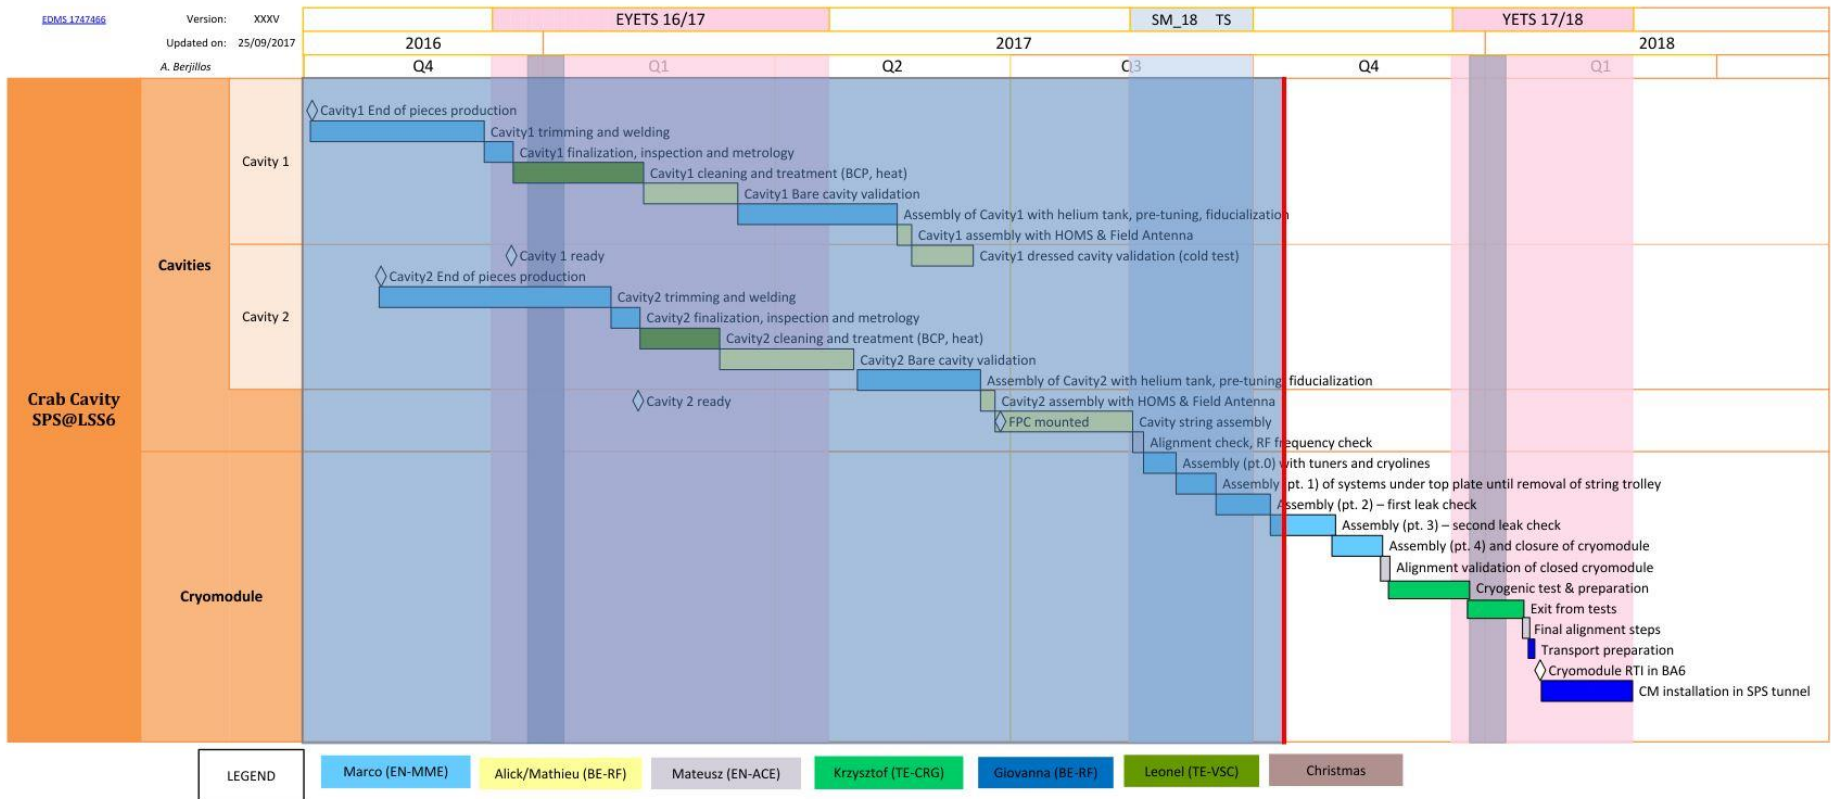 EDMS 1747466
Version: XXXV
EYETS 16/17
SM_18 TS
YETS 17/18
Updated on: 25/09/2017
2016
2017
2018
A. Berjillos
Q4
Q1
Q2
Q3
Q4
Q1
Crab Cavity
SPS@LSS6
Cavities
Cavity 1
Cavity1 End of pieces production
Cavity1 trimming and welding
Cavity1 finalization, inspection and metrology
Cavity1 cleaning and treatment (BCP, heat)
Cavity1 Bare cavity validation
Assembly of Cavity1 with helium tank, pre-tuning, fiducialization
Cavity1 assembly with HOMS & Field Antenna
Cavity 1 ready
Cavity1 dressed cavity validation (cold test)
Cavity 2
Cavity2 End of pieces production
Cavity2 trimming and welding
Cavity2 finalization, inspection and metrology
Cavity2 cleaning and treatment (BCP, heat)
Cavity2 Bare cavity validation
Assembly of Cavity2 with helium tank, pre-tuning, fiducialization
Cavity 2 ready
Cavity2 assembly with HOMS & Field Antenna
FPC mounted
Cavity string assembly
Alignment check, RF frequency check
Cryomodule
Assembly (pt.0) with tuners and cryolines
Assembly (pt. 1) of systems under top plate until removal of string trolley
Assembly (pt. 2) – first leak check
Assembly (pt. 3) – second leak check
Assembly (pt. 4) and closure of cryomodule
Alignment validation of closed cryomodule
Cryogenic test & preparation
Exit from tests
Final alignment steps
Transport preparation
Cryomodule RTI in BA6
CM installation in SPS tunnel
LEGEND
Marco (EN-MME)
Alick/Mathieu (BE-RF)
Mateusz (EN-ACE)
Krzysztof (TE-CRG)
Giovanna (BE-RF)
Leonel (TE-VSC)
Christmas